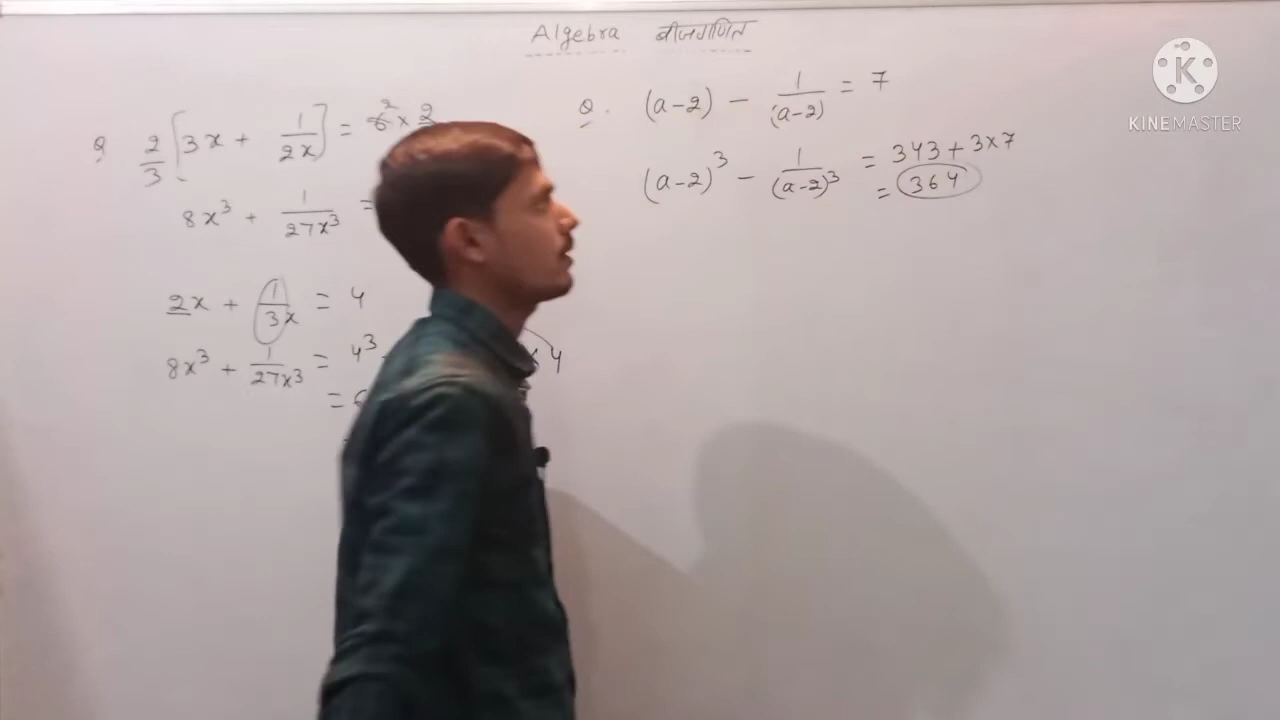 Algebra बीजगणित
Q 2/3 [3x + 1/2x] = 6 2 × 2
8x³ + 1/27x³ =
2x + 1/3x = 4
8x³ + 1/27x³ = 4³ × 4
=
Q. (a-2) - 1/(a-2) = 7
(a-2)³ - 1/(a-2)³ = 343 + 3×7
= 364
KINEMASTER